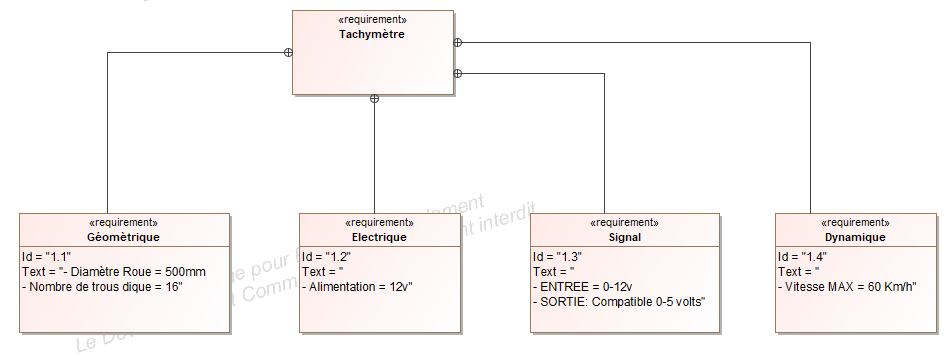 «requirement»
Tachymètre
«requirement»
Géomètrique
Id = "1.1"
Text = "- Diamètre Roue = 500mm
- Nombre de trous dique = 16"
«requirement»
Electrique
Id = "1.2"
Text = "
- Alimentation = 12v"
«requirement»
Signal
Id = "1.3"
Text = "
- ENTREE = 0-12v
- SORTIE: Compatible 0-5 volts"
«requirement»
Dynamique
Id = "1.4"
Text = "
- Vitesse MAX = 60 Km/h"